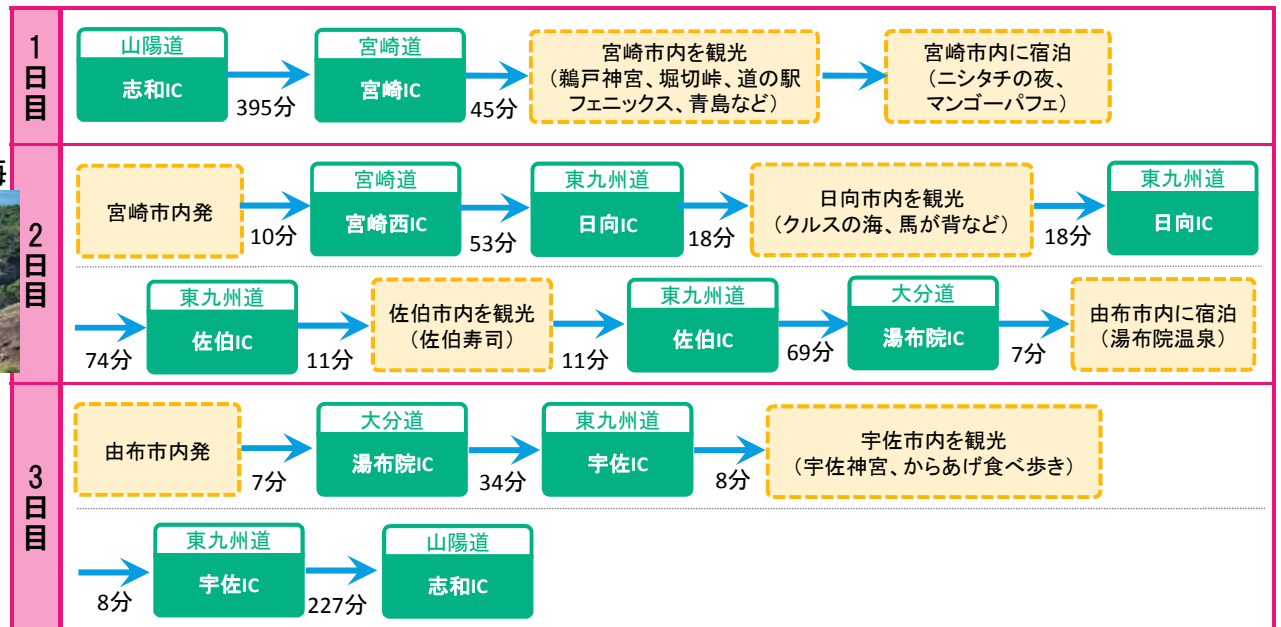 1日目
山陽道
志和IC
395分
宮崎道
宮崎IC
45分
宮崎市内を観光
（鵜戸神宮、堀切峠、道の駅
フェニックス、青島など）
宮崎市内に宿泊
（ニシタチの夜、
マンゴーパフェ）
2日目
宮崎市内発
10分
宮崎道
宮崎西IC
53分
東九州道
日向IC
18分
日向市内を観光
（クルスの海、馬が背など）
18分
東九州道
日向IC
74分
東九州道
佐伯IC
11分
佐伯市内を観光
（佐伯寿司）
11分
東九州道
佐伯IC
69分
大分道
湯布院IC
7分
由布市内に宿泊
（湯布院温泉）
3日目
由布市内発
7分
大分道
湯布院IC
34分
東九州道
宇佐IC
8分
宇佐市内を観光
（宇佐神宮、からあげ食べ歩き）
8分
東九州道
宇佐IC
227分
山陽道
志和IC